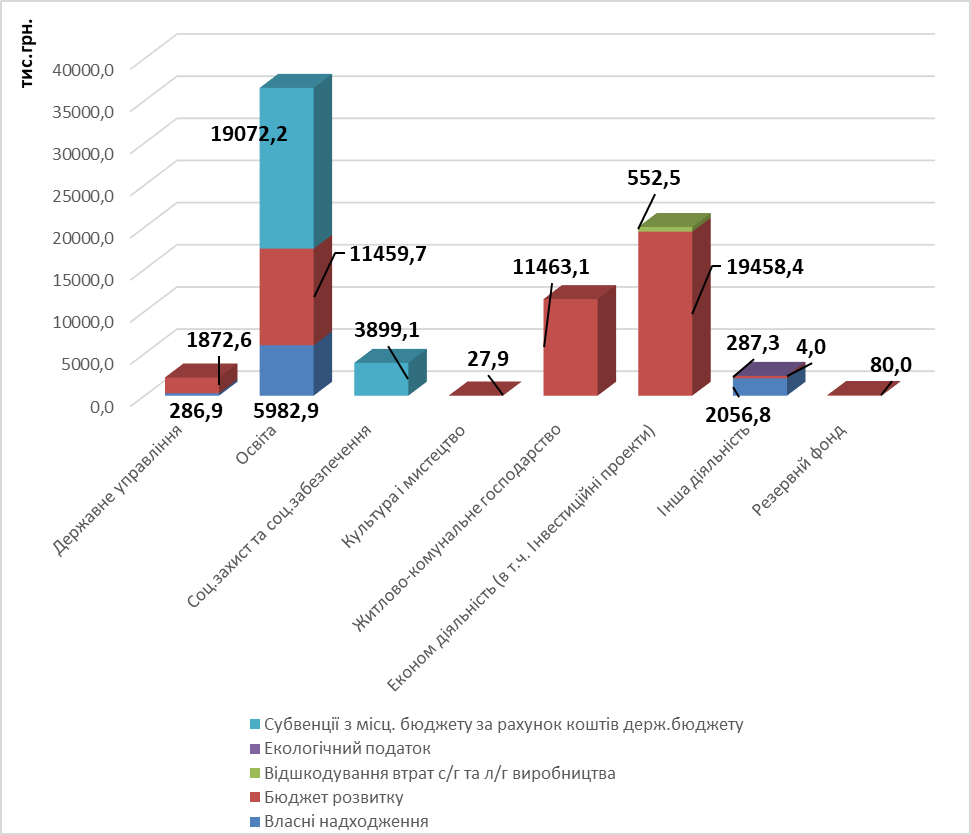 тис.грн.
40000,0
35000,0
30000,0
25000,0
20000,0
15000,0
10000,0
5000,0
0,0
19072,2
11459,7
5982,9
1872,6
286,9
3899,1
27,9
11463,1
552,5
19458,4
287,3
4,0
2056,8
80,0
Державне управління
Освіта
Соц.захист та соц.забезпечення
Культура і мистецтво
Житлово-комунальне господарство
Економ діяльність (в т.ч. Інвестиційні проекти)
Інша діяльність
Резервнй фонд
Субвенції з місц. бюджету за рахунок коштів держ.бюджету
Екологічний податок
Відшкодування втрат с/г та л/г виробництва
Бюджет розвитку
Власні надходження